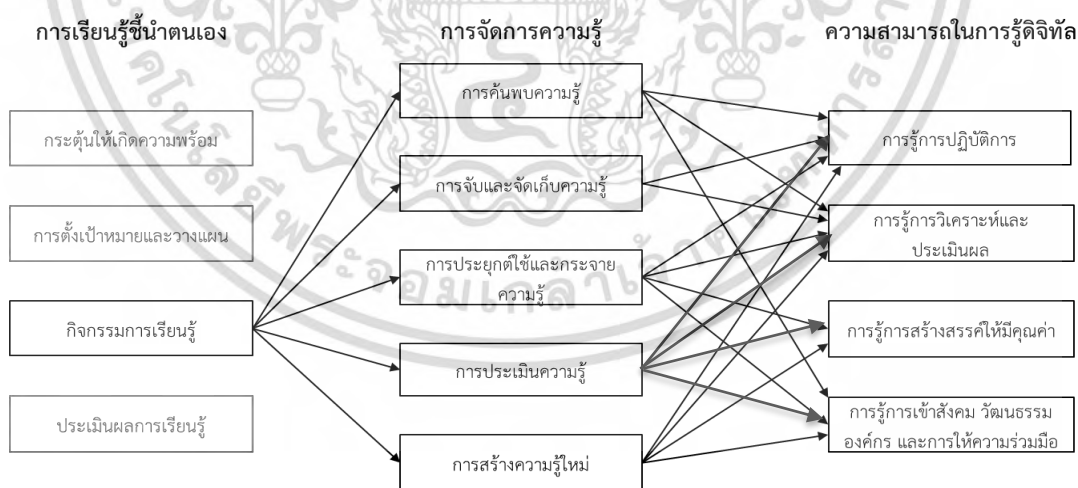 การเรียนรู้ชี้นำตนเอง
การจัดการความรู้
ความสามารถในการรู้ดิจิทัล
กระตุ้นให้เกิดความพร้อม
การตั้งเป้าหมายและวางแผน
กิจกรรมการเรียนรู้
ประเมินผลการเรียนรู้
การค้นพบความรู้
การจับและจัดเก็บความรู้
การประยุกต์ใช้และกระจาย
ความรู้
การประเมินความรู้
การสร้างความรู้ใหม่
การรู้การปฏิบัติการ
การรู้การวิเคราะห์และ
ประเมินผล
การรู้การสร้างสรรค์ให้มีคุณค่า
การรู้การเข้าสังคม วัฒนธรรม
องค์กร และการให้ความร่วมมือ